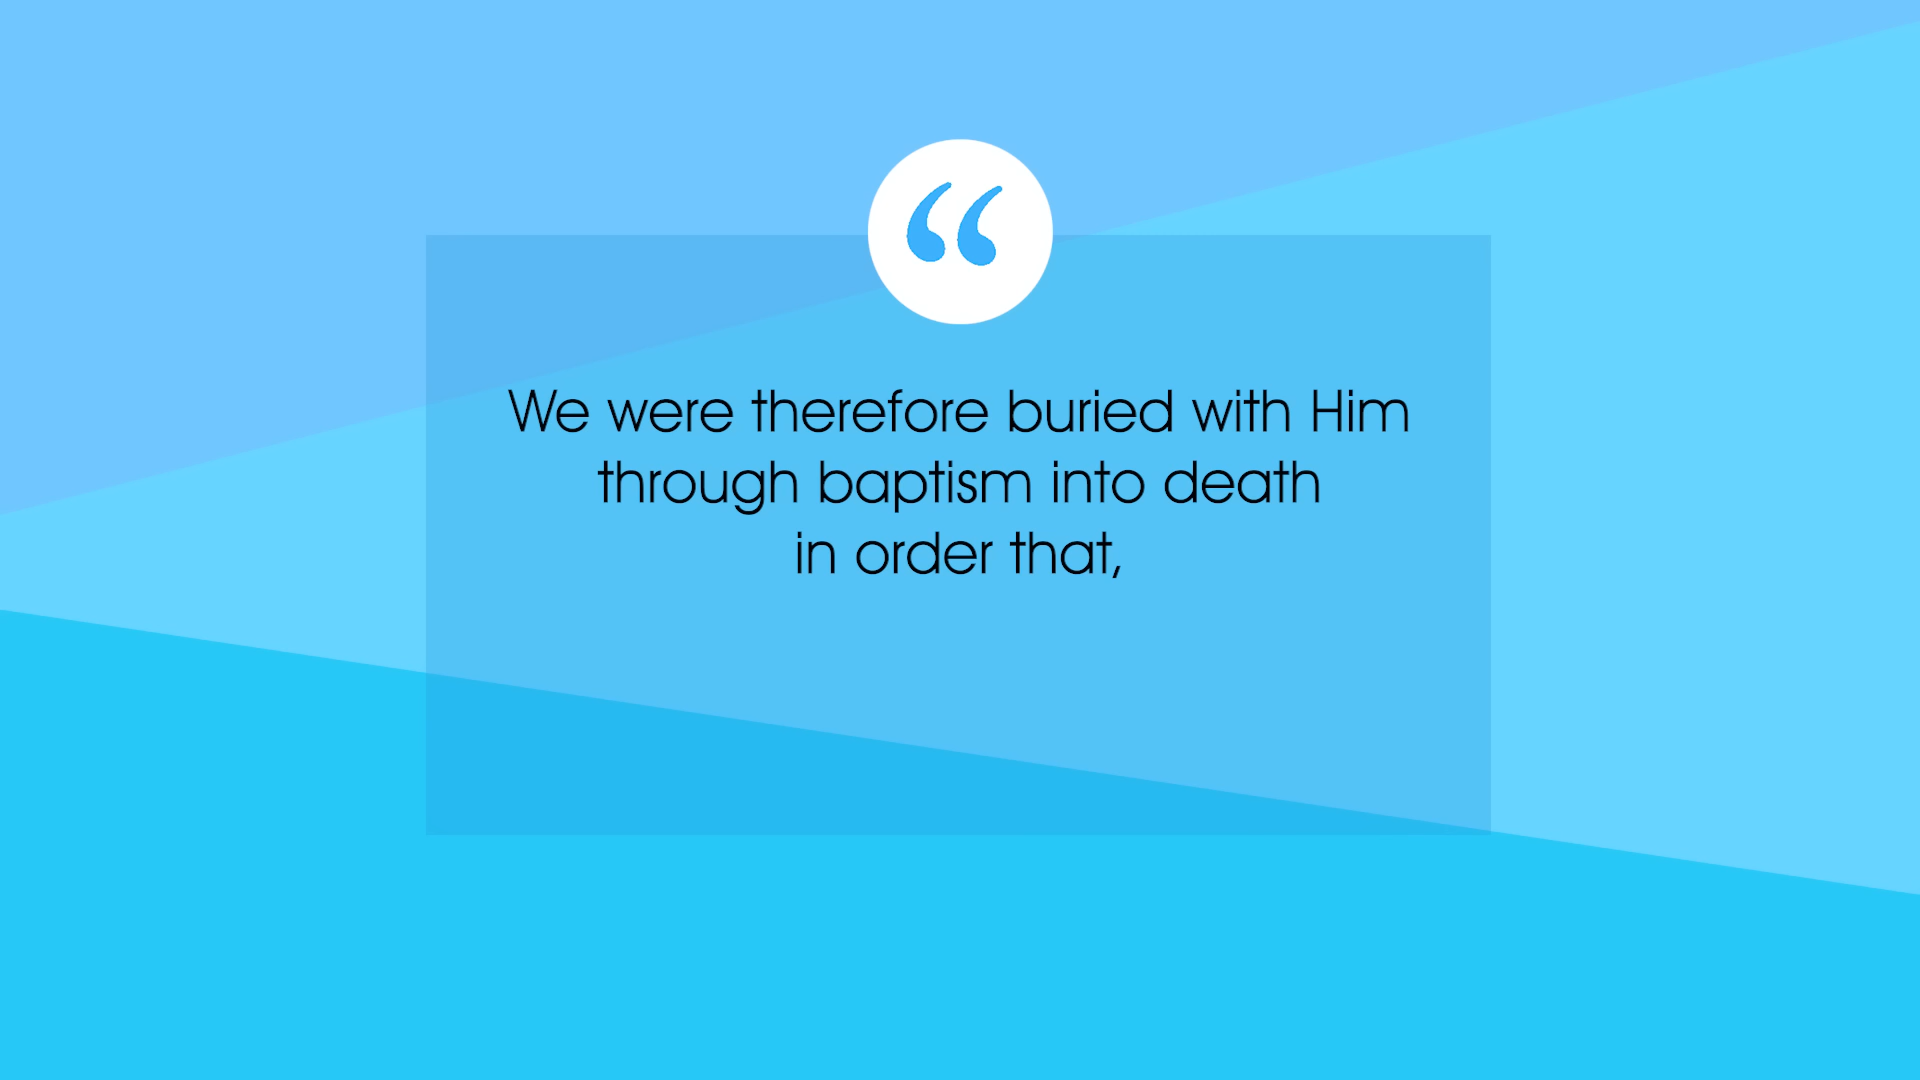 “
We were therefore buried with Him
through baptism into death
in order that,